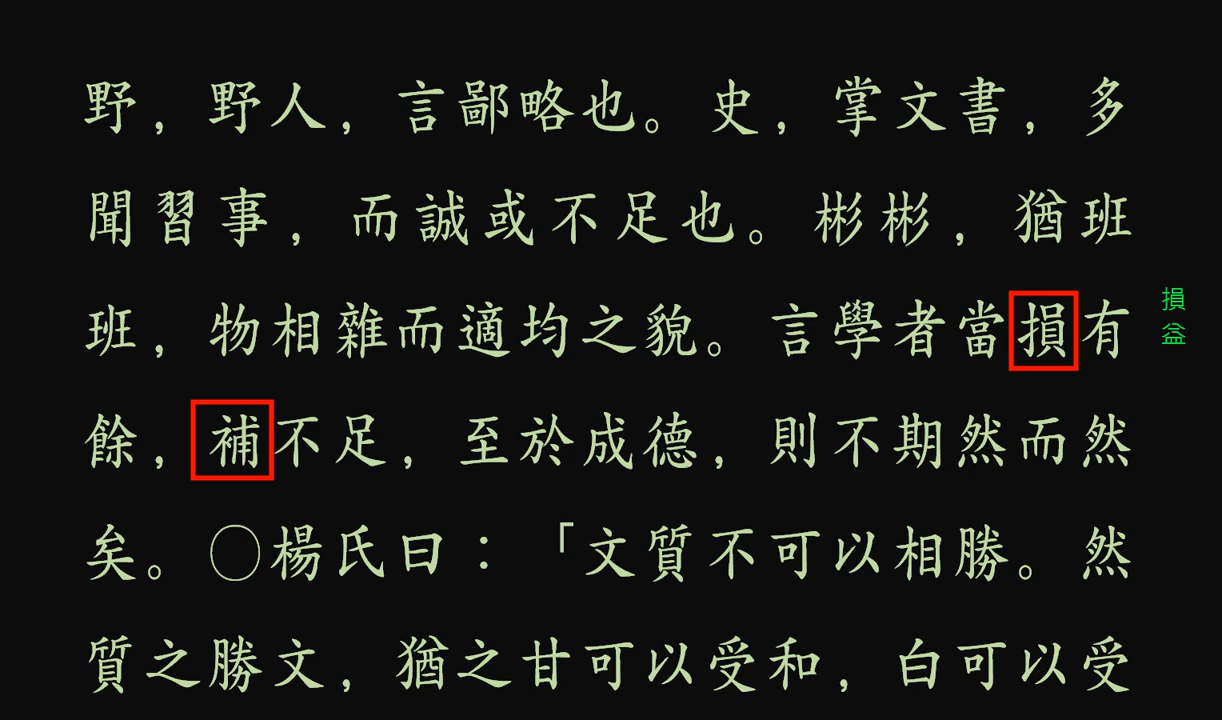 野，野人，言鄙略也。史，掌文書，多
聞習事，而誠或不足也。彬彬，猶班
班，物相雜而適均之貌。言學者當損有
餘，補不足，至於成德，則不期然而然
矣。○楊氏曰：「文質不可以相勝。然
質之勝文，猶之甘可以受和，白可以受
損
益